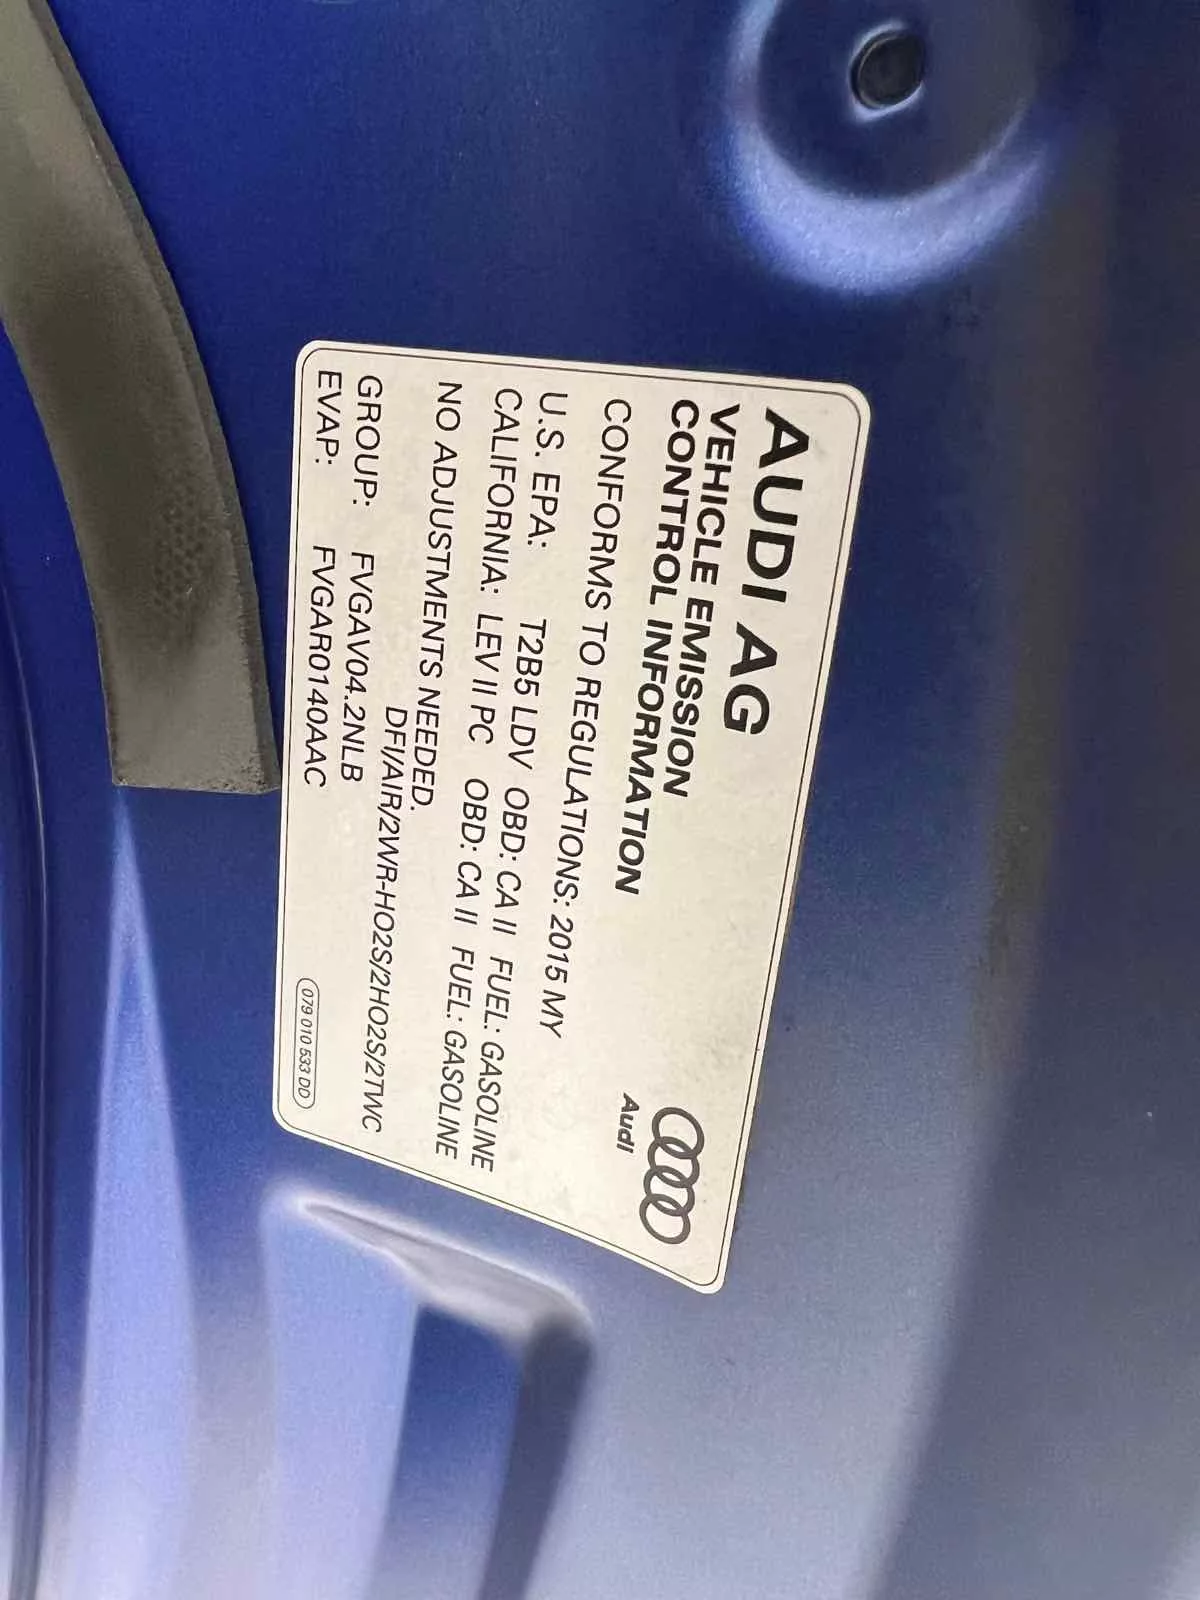 AUDI AG
VEHICLE EMISSION
CONTROL INFORMATION
Audi
CONFORMS TO REGULATIONS: 2015 MY
U.S. EPA: T2B5 LDV OBD: CA II FUEL: GASOLINE
CALIFORNIA: LEV II PC OBD: CA II FUEL: GASOLINE
NO ADJUSTMENTS NEEDED.
DFI/AIR/2WR-HO2S/2HO2S/2TWC
GROUP: FVGAV04.2NLB
EVAP: FVGAR0140AAC
079 010 533 DD